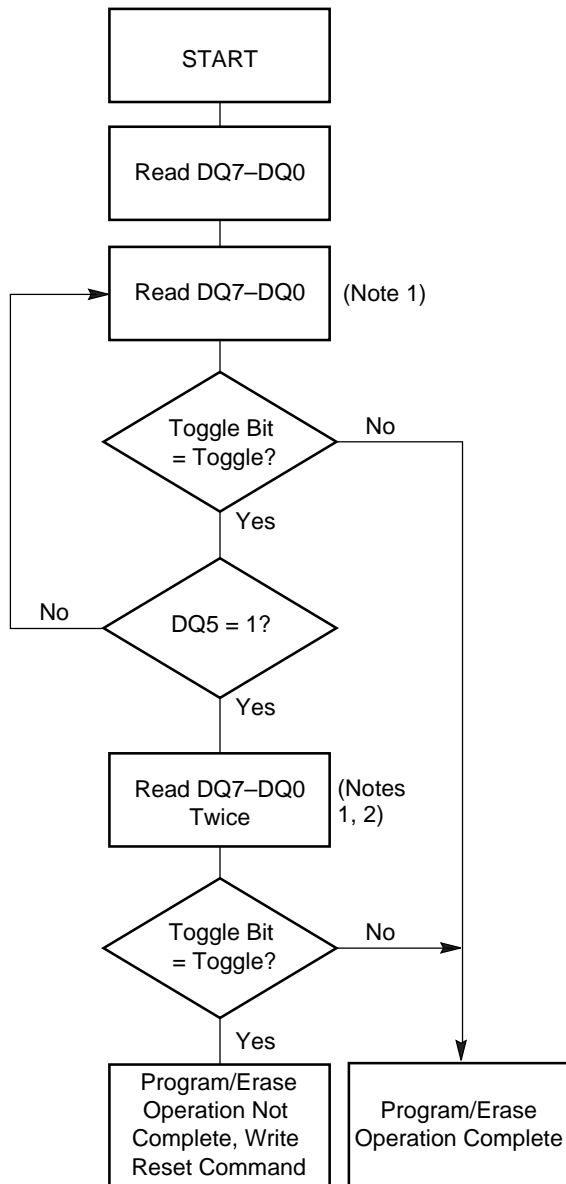 START
Read DQ7–DQ0
Read DQ7–DQ0
(Note 1)
Toggle Bit
= Toggle?
No
Yes
No
DQ5 = 1?
Yes
Read DQ7–DQ0
Twice
(Notes
1, 2)
Toggle Bit
= Toggle?
No
Yes
Program/Erase
Operation Not
Complete, Write
Reset Command
Program/Erase
Operation Complete